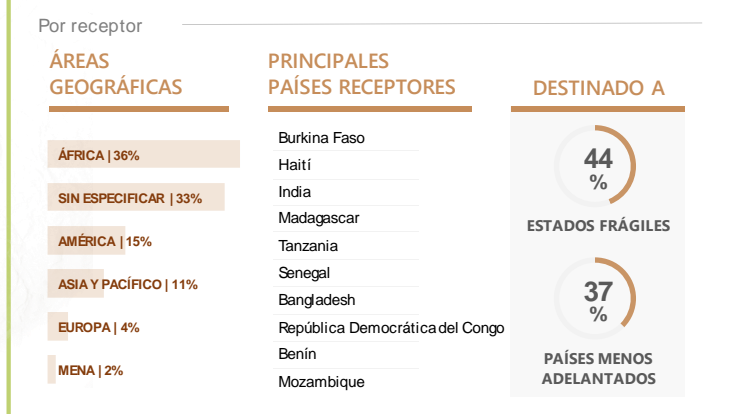 Por receptor
ÁREAS
GEOGRÁFICAS
ÁFRICA | 36%
SIN ESPECIFICAR | 33%
AMÉRICA | 15%
ASIA Y PACÍFICO | 11%
EUROPA | 4%
MENA | 2%
PRINCIPALES
PAÍSES RECEPTORES
Burkina Faso
Haití
India
Madagascar
Tanzania
Senegal
Bangladesh
República Democrática del Congo
Benín
Mozambique
DESTINADO A
44
%
ESTADOS FRÁGILES
37
%
PAÍSES MENOS
ADELANTADOS